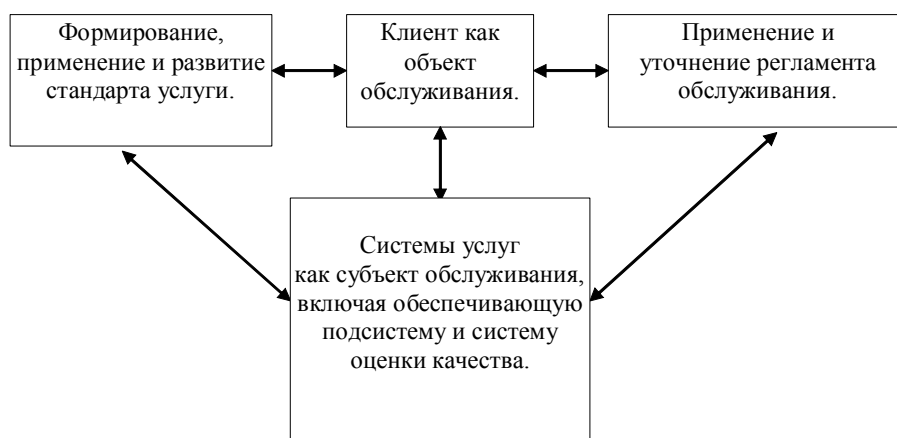 Формирование,
применение и развитие
стандарта услуги.
Клиент как
объект
обслуживания.
Применение и
уточнение регламента
обслуживания.
Системы услуг
как субъект обслуживания,
включая обеспечивающую
подсистему и систему
оценки качества.